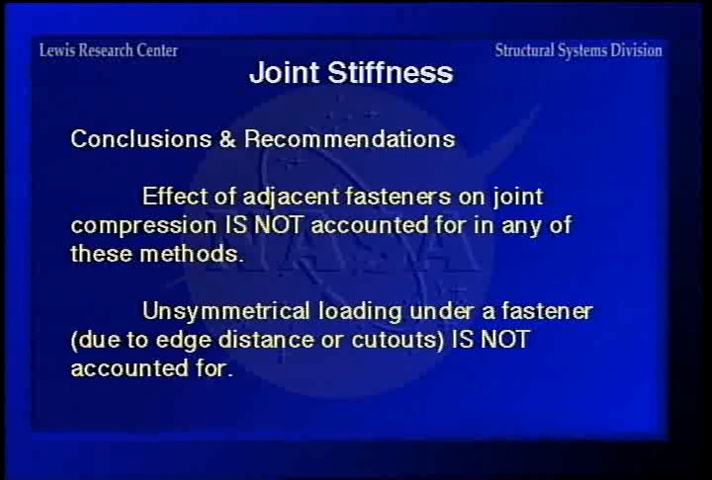 Lewis Research Center
Structural Systems Division
Joint Stiffness
Conclusions & Recommendations
Effect of adjacent fasteners on joint
compression IS NOT accounted for in any of
these methods.
Unsymmetrical loading under a fastener
(due to edge distance or cutouts) IS NOT
accounted for.
NASA